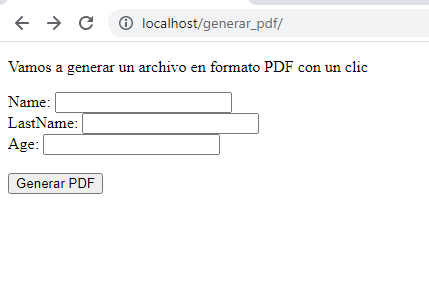 localhost/generar_pdf/
Vamos a generar un archivo en formato PDF con un clic
Name:
LastName:
Age:
Generar PDF